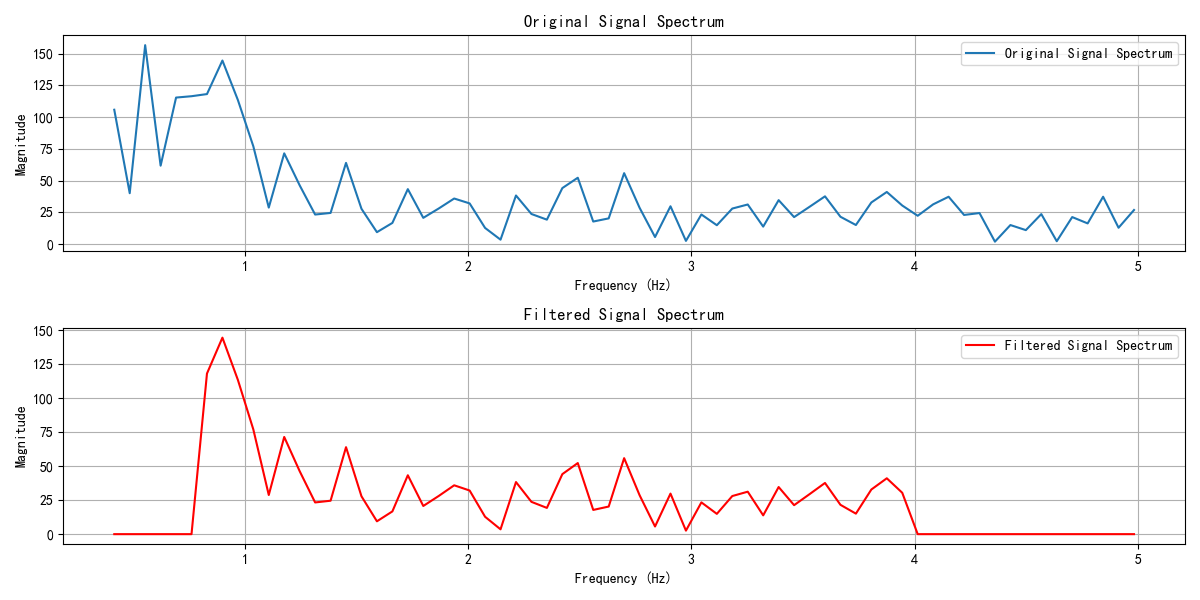 Original Signal Spectrum
Original Signal Spectrum
150
125
100
75
50
25
0
Magnitude
1 2 3 4 5
Frequency (Hz)
Filtered Signal Spectrum
Filtered Signal Spectrum
150
125
100
75
50
25
0
Magnitude
1 2 3 4 5
Frequency (Hz)